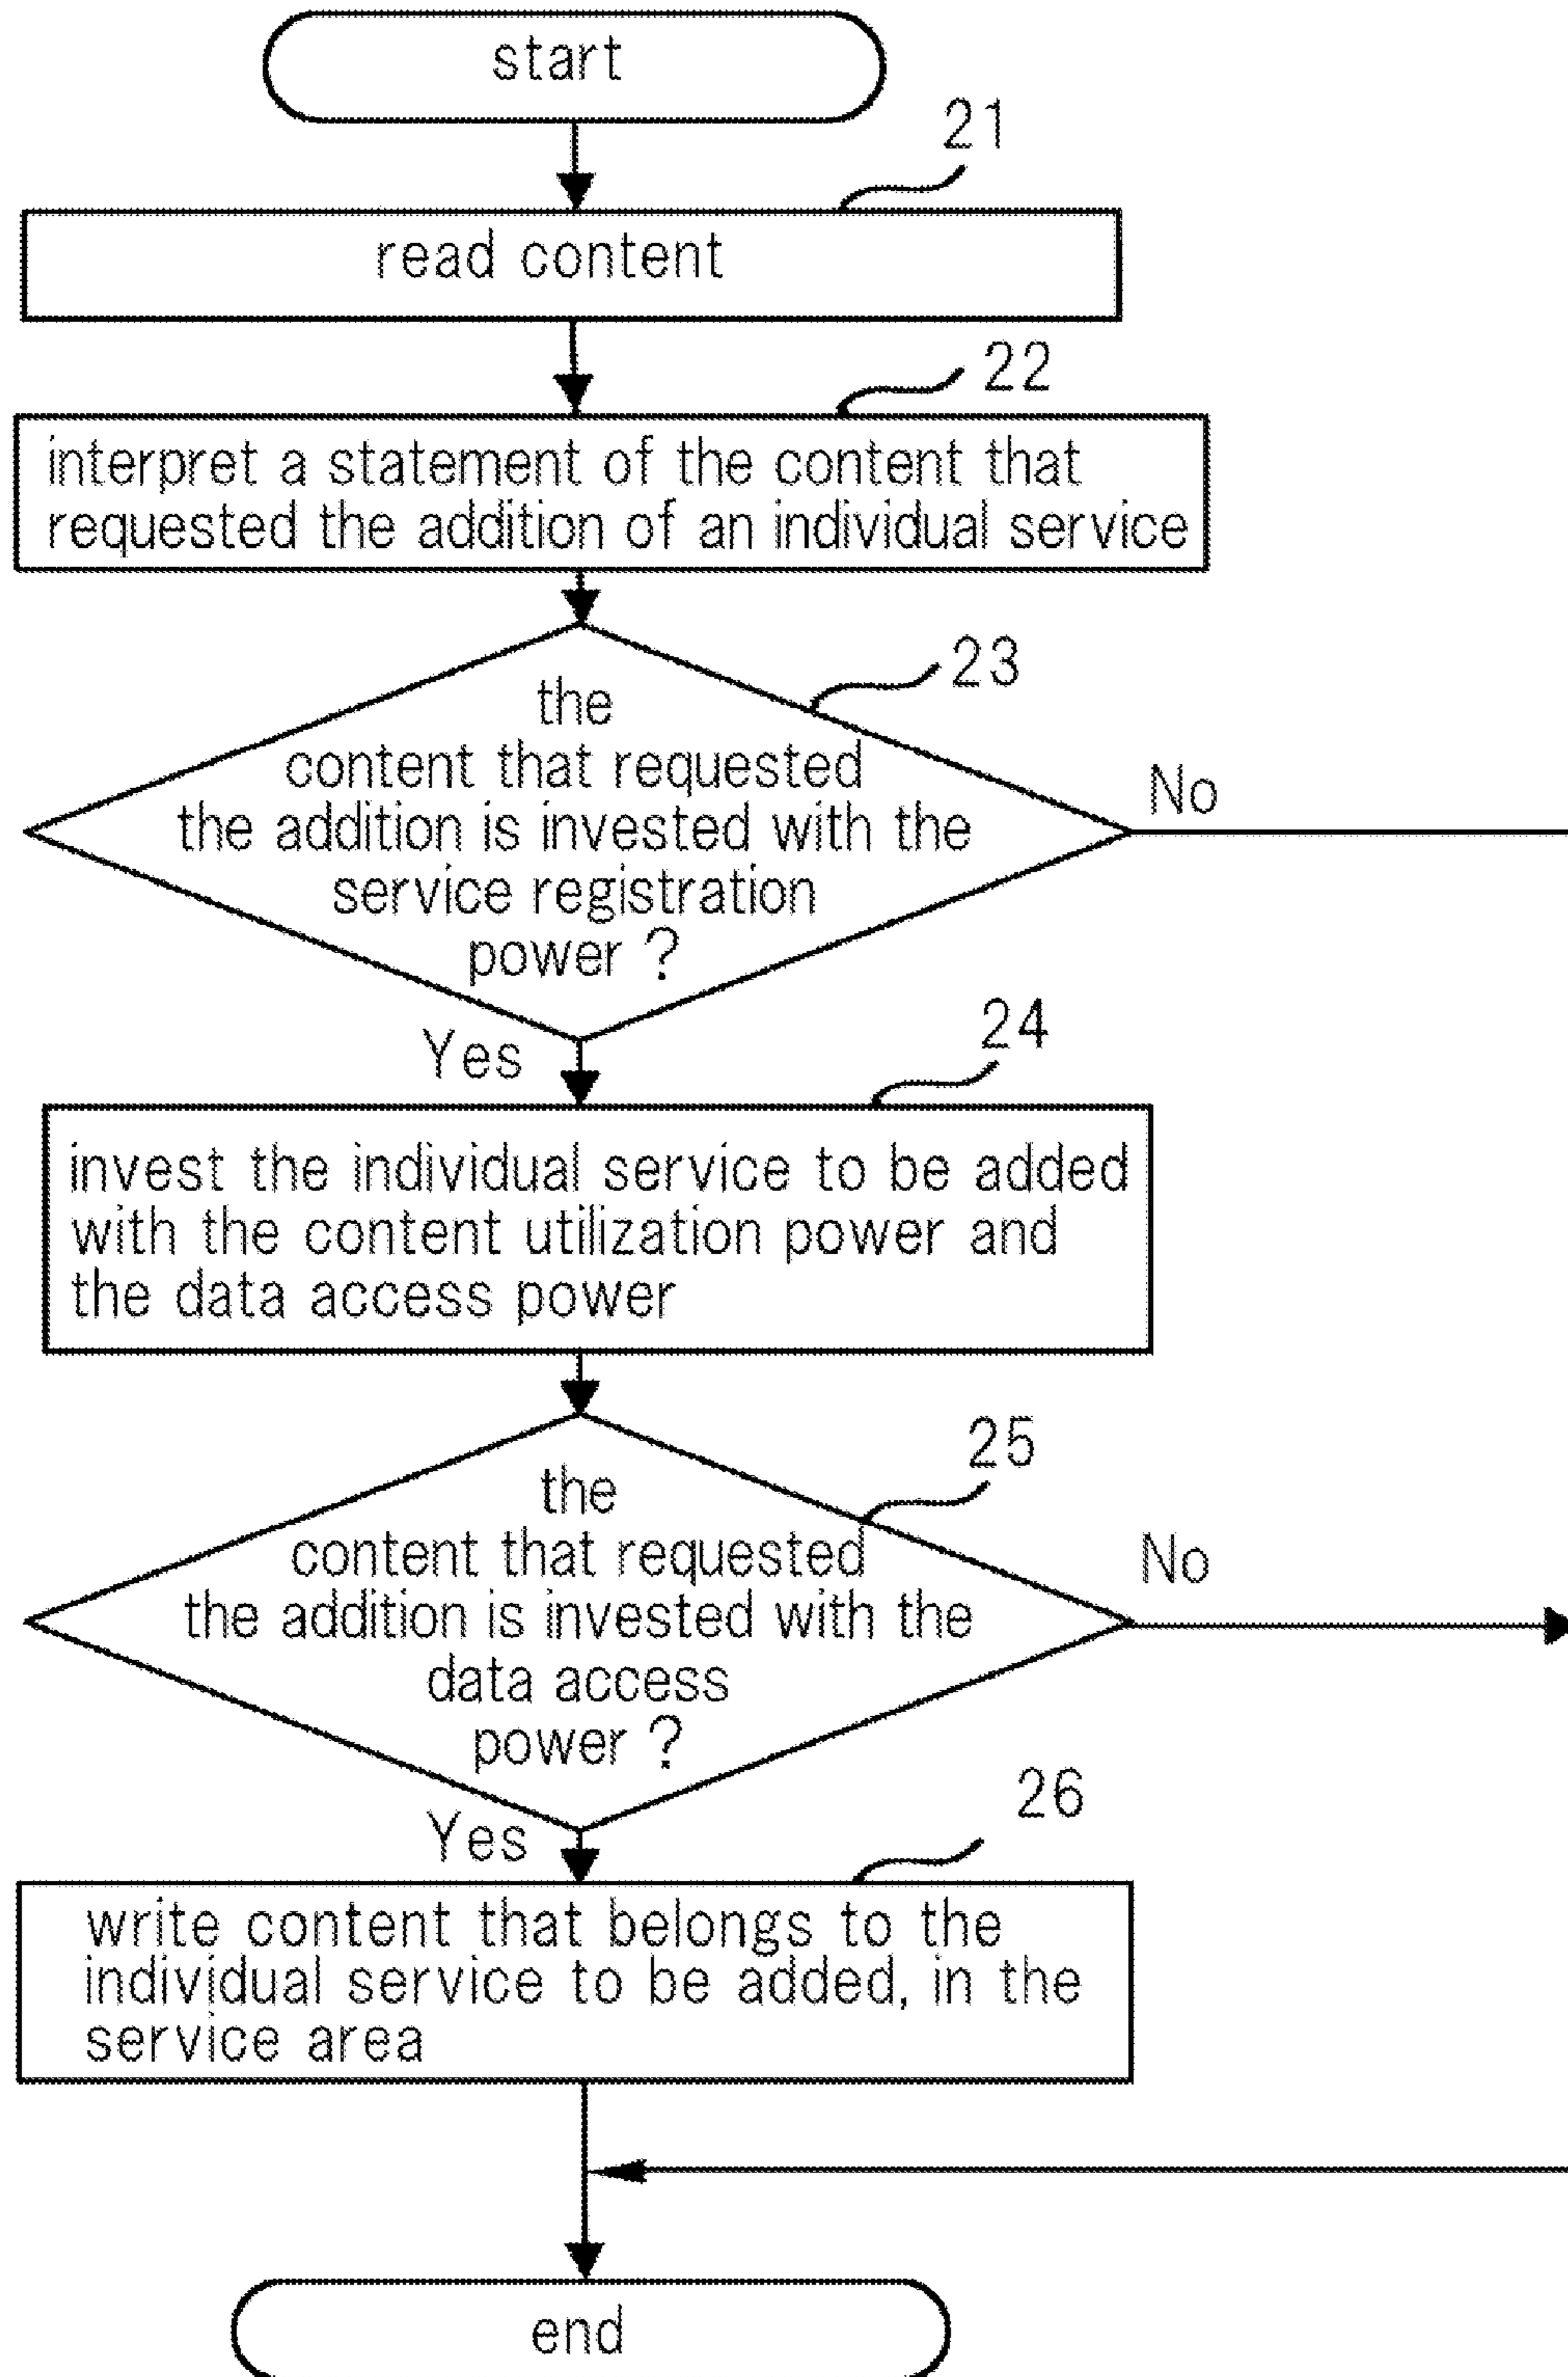 start
21
read content
22
interpret a statement of the content that
requested the addition of an individual service
23
the
content that requested
the addition is invested with the
service registration
power ?
No
Yes
24
invest the individual service to be added
with the content utilization power and
the data access power
25
the
content that requested
the addition is invested with the
data access
power ?
No
Yes
26
write content that belongs to the
individual service to be added, in the
service area
end